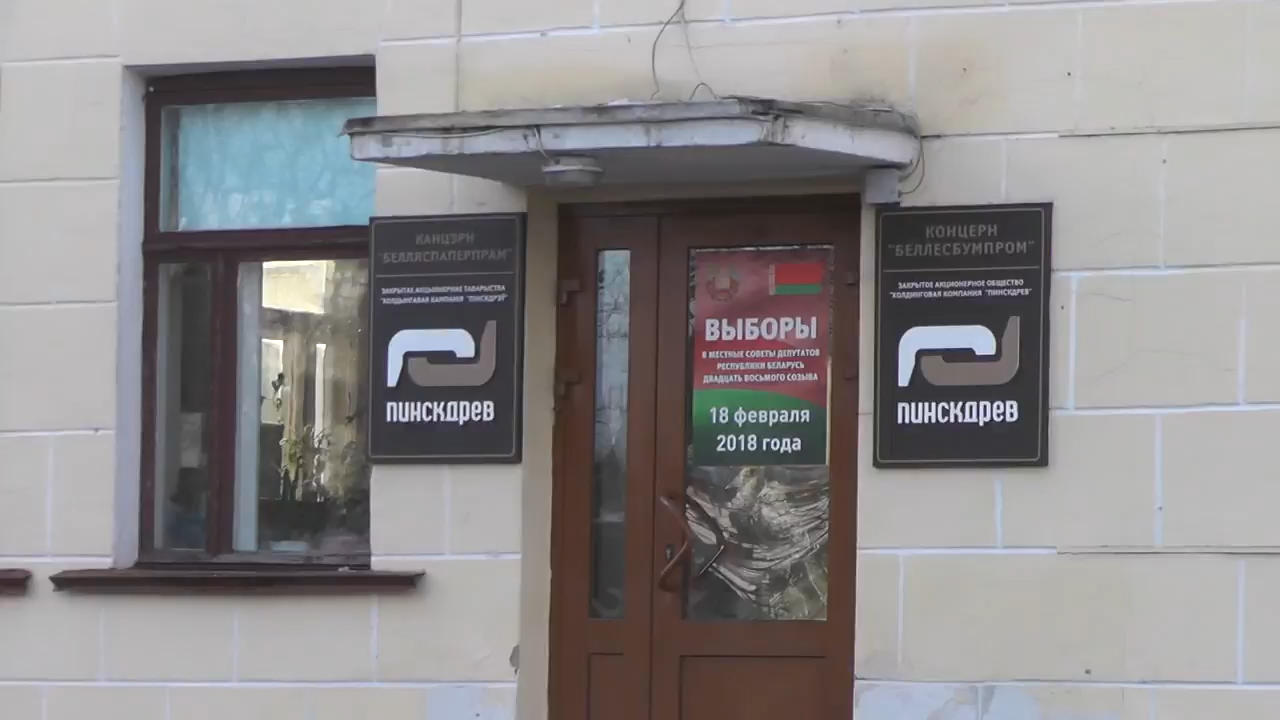 КАНЦЭРН
"БЕЛЛЯСПАПЕРПРАМ"
ЗАКРЫТАЕ АКЦЫЯНЕРНАЕ ТАВАРЫСТВА
"ХОЛДЫНГАВАЯ КАМПАНІЯ "ПІНСКДРЭЎ"
ПИНСКДРЕВ
ВЫБОРЫ
В МЕСТНЫЕ СОВЕТЫ ДЕПУТАТОВ
РЕСПУБЛИКИ БЕЛАРУСЬ
ДВАДЦАТЬ ВОСЬМОГО СОЗЫВА
18 февраля
2018 года
КОНЦЕРН
"БЕЛЛЕСБУМПРОМ"
ЗАКРЫТОЕ АКЦИОНЕРНОЕ ОБЩЕСТВО
"ХОЛДИНГОВАЯ КОМПАНИЯ "ПИНСКДРЕВ"
ПИНСКДРЕВ